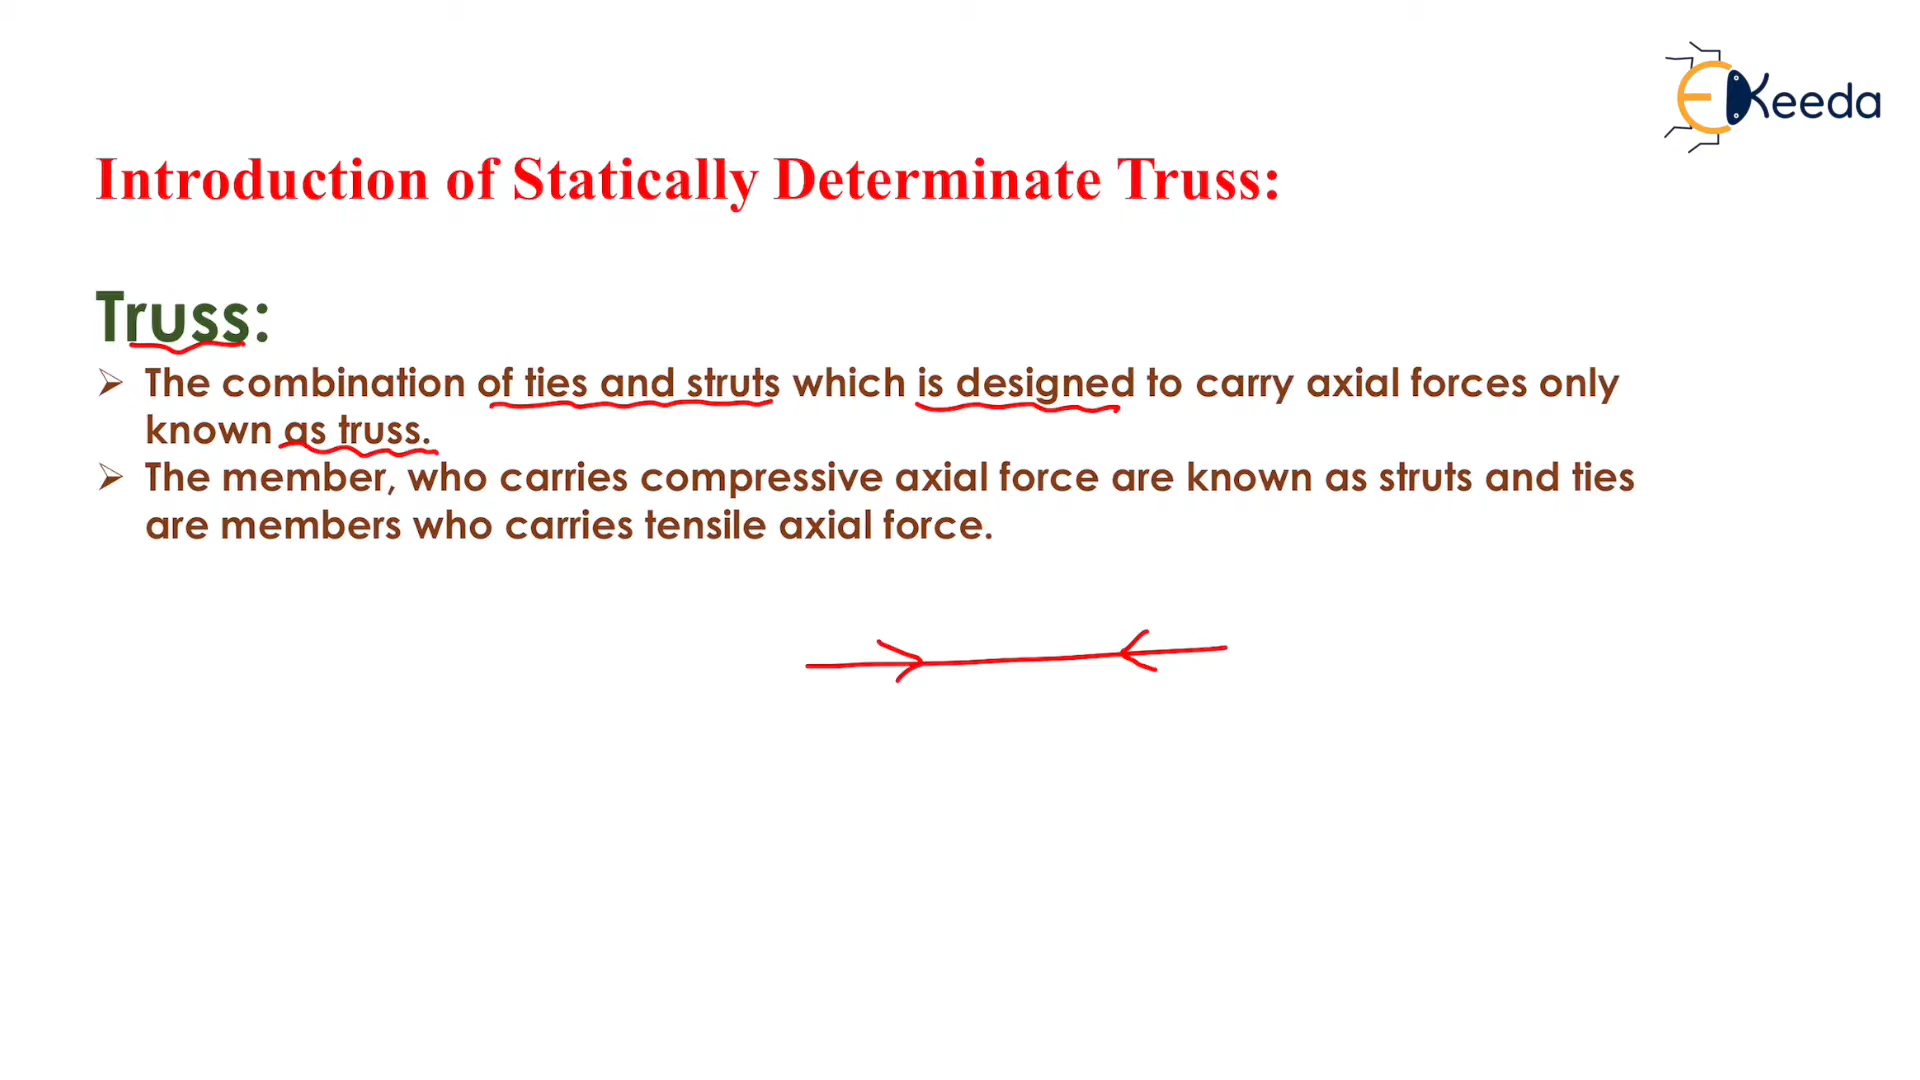 EKeeda
Introduction of Statically Determinate Truss:
Truss:
➢ The combination of ties and struts which is designed to carry axial forces only
known as truss.
➢ The member, who carries compressive axial force are known as struts and ties
are members who carries tensile axial force.